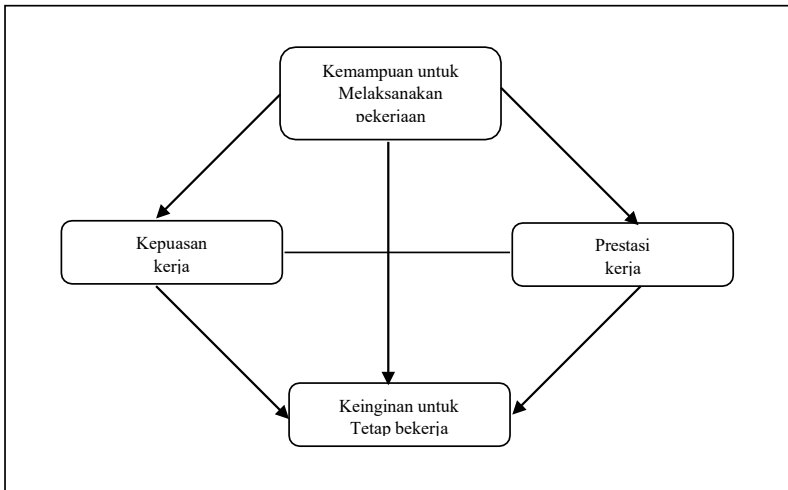 Kemampuan untuk
Melaksanakan
pekerjaan
Kepuasan
kerja
Prestasi
kerja
Keinginan untuk
Tetap bekerja